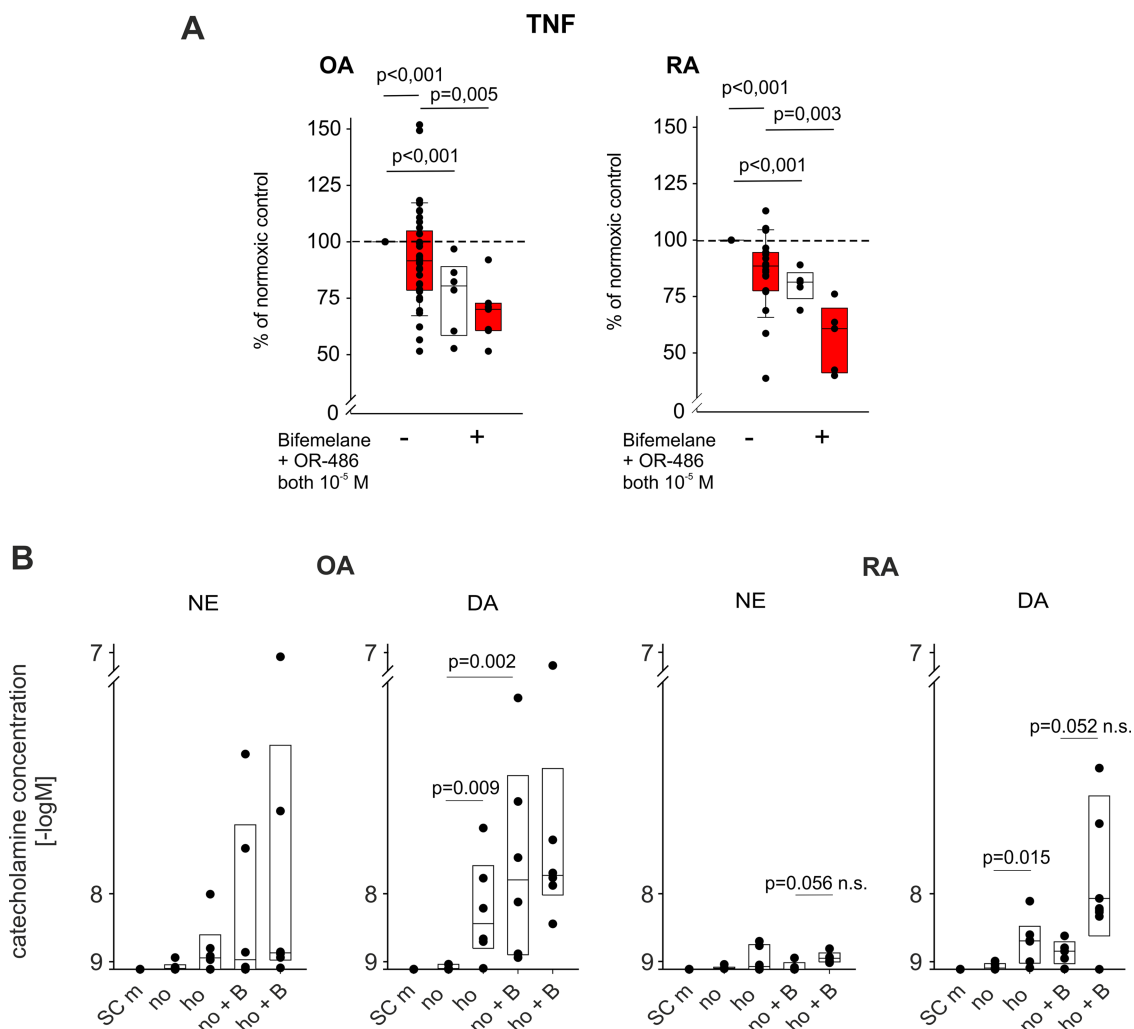 A
TNF
OA
p<0,001
p=0,005
p<0,001
% of normoxic control
150
125
100
75
50
0
Bifemelane
+ OR-486
both 10⁻⁵ M
- +
RA
p<0,001
p=0,003
p<0,001
% of normoxic control
150
125
100
75
50
0
Bifemelane
+ OR-486
both 10⁻⁵ M
- +
B
OA
RA
catecholamine concentration
[-logM]
NE
7
8
9
SC m
no
ho
no + B
ho + B
DA
p=0.002
p=0.009
7
8
9
SC m
no
ho
no + B
ho + B
NE
p=0.056 n.s.
7
8
9
SC m
no
ho
no + B
ho + B
DA
p=0.052 n.s.
p=0.015
7
8
9
SC m
no
ho
no + B
ho + B